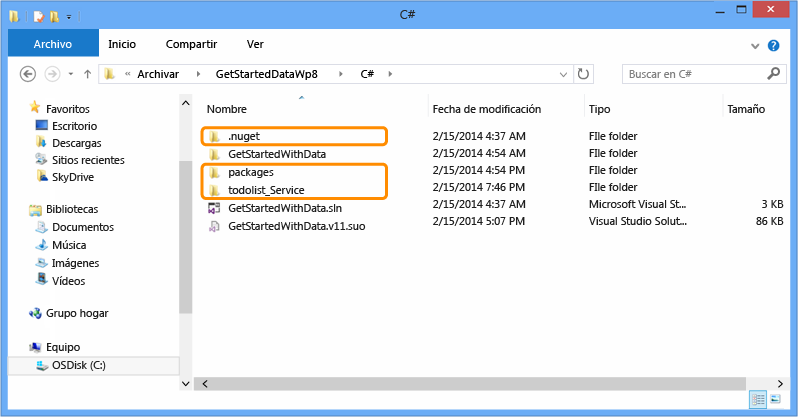 C#
Archivo Inicio Compartir Ver
« Archivar GetStartedDataWp8 C# Buscar en C#
Nombre Fecha de modificación Tipo Tamaño
Favoritos
Escritorio
Descargas
Sitios recientes
SkyDrive
Bibliotecas
Documentos
Música
Imágenes
Vídeos
Grupo hogar
Equipo
OSDisk (C:)
.nuget 2/15/2014 4:37 AM FIle folder
GetStartedWithData 2/15/2014 4:54 AM FIle folder
packages 2/15/2014 4:54 PM FIle folder
todolist_Service 2/15/2014 7:46 PM FIle folder
GetStartedWithData.sln 2/15/2014 4:37 AM Microsoft Visual St... 3 KB
GetStartedWithData.v11.suo 2/15/2014 5:07 PM Visual Studio Solut... 86 KB